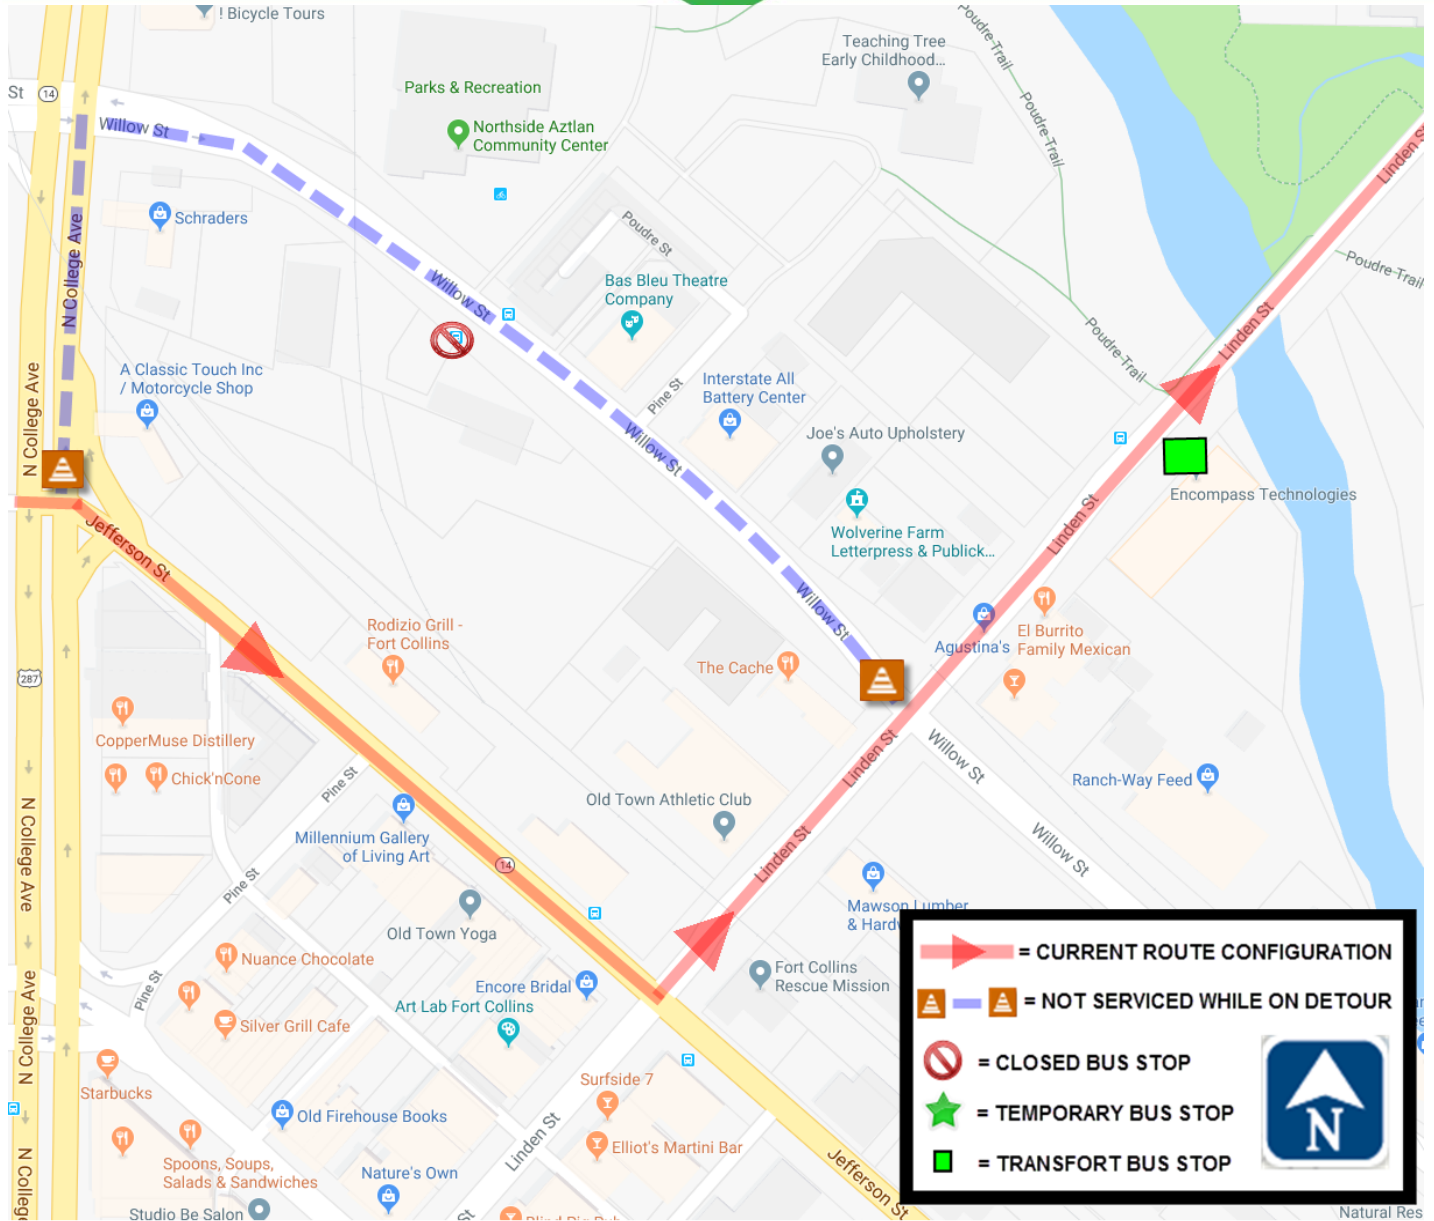 ! Bicycle Tours
St
14
Willow St
Parks & Recreation
Northside Aztlan
Community Center
Teaching Tree
Early Childhood...
Poudre Trail
Poudre Trail
Linden St
Schraders
N College Ave
Poudre St
Willow St
Bas Bleu Theatre
Company
Poudre Trail
Linden St
Poudre Trail
N College Ave
A Classic Touch Inc
/ Motorcycle Shop
Pine St
Interstate All
Battery Center
Willow St
Joe's Auto Upholstery
Encompass Technologies
Wolverine Farm
Letterpress & Publick...
Linden St
Jefferson St
Willow St
Rodizio Grill -
Fort Collins
The Cache
Agustina's
El Burrito
Family Mexican
287
CopperMuse Distillery
Chick'nCone
Pine St
Linden St
Willow St
Ranch-Way Feed
Old Town Athletic Club
Millennium Gallery
of Living Art
14
N College Ave
Linden St
Willow St
Pine St
Mawson Lumber
& Hardw
Old Town Yoga
Nuance Chocolate
Fort Collins
Rescue Mission
Encore Bridal
Art Lab Fort Collins
Pine St
N College Ave
Silver Grill Cafe
Starbucks
Surfside 7
Old Firehouse Books
Linden St
Elliot's Martini Bar
N College
Spoons, Soups,
Salads & Sandwiches
Nature's Own
Jefferson St
Studio Be Salon
St
Blind Pig Pub
Natural Res
= CURRENT ROUTE CONFIGURATION
= NOT SERVICED WHILE ON DETOUR
= CLOSED BUS STOP
= TEMPORARY BUS STOP
= TRANSFORT BUS STOP
N